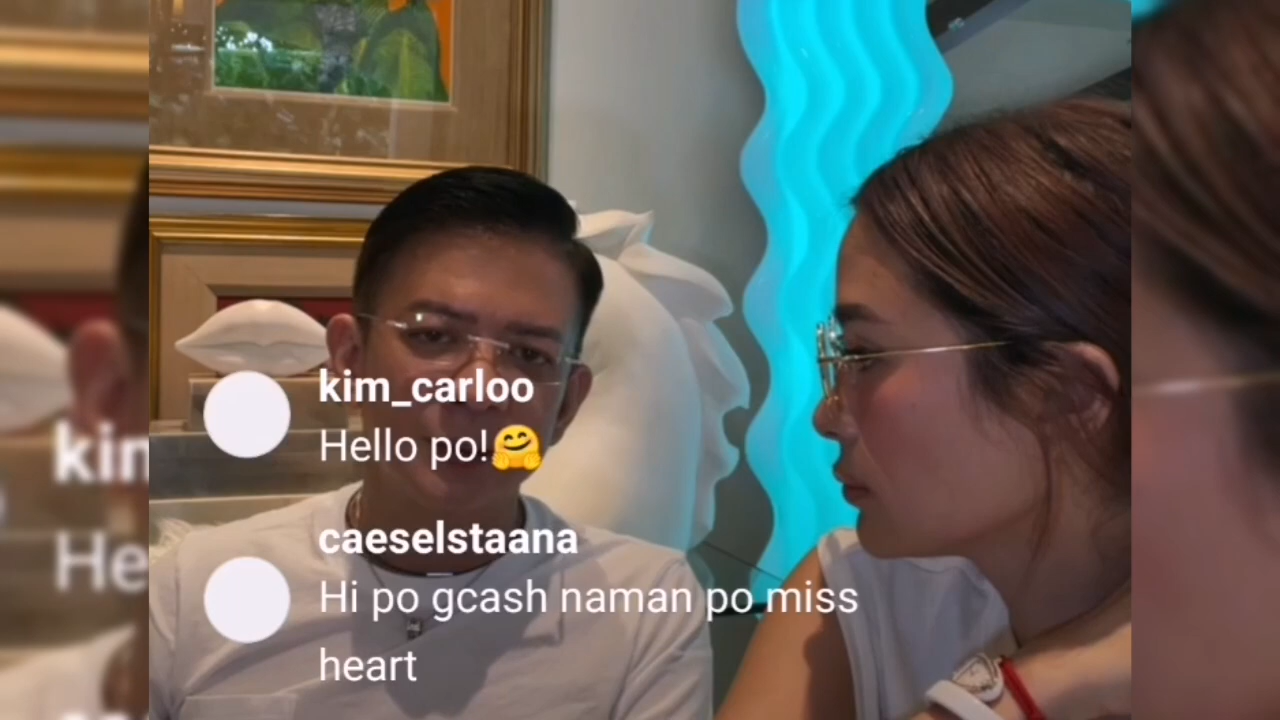 kim_carloo
Hello po!🤗
caeselstaana
Hi po gcash naman po miss
heart